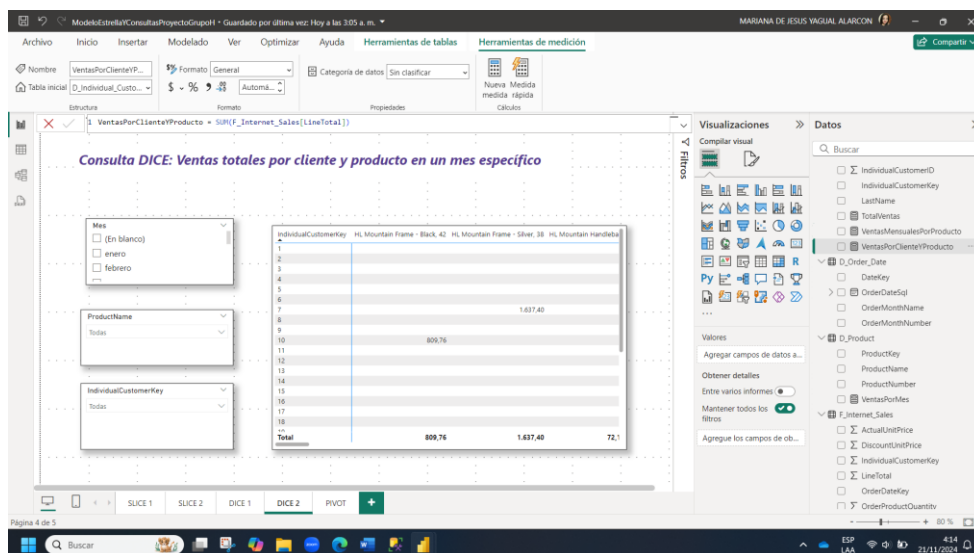 ModeloEstrellaYConsultasProyectoGrupoH • Guardado por última vez: Hoy a las 3:05 a. m.
MARIANA DE JESUS YAGUAL ALARCON
Archivo Inicio Insertar Modelado Ver Optimizar Ayuda Herramientas de tablas Herramientas de medición
Compartir
Nombre VentasPorClienteYP...
Formato General
Categoría de datos Sin clasificar
Tabla inicial D_Individual_Custo...
$ % Automá...
Nueva medida
Medida rápida
Estructura Formato Propiedades Cálculos
1 VentasPorClienteYProducto = SUM(F_Internet_Sales[LineTotal])
Consulta DICE: Ventas totales por cliente y producto en un mes específico
Mes
(En blanco)
enero
febrero
ProductName
Todas
IndividualCustomerKey
Todas
IndividualCustomerKey HL Mountain Frame - Black, 42 HL Mountain Frame - Silver, 38 HL Mountain Handleba
1
2
3
4
5
6
7 1.637,40
8
9
10 809,76
11
12
13
14
15
16
17
18
Total 809,76 1.637,40 72,1
Filtros
Visualizaciones
Compilar visual
R
Py
...
Valores
Agregar campos de datos a...
Obtener detalles
Entre varios informes
Mantener todos los filtros
Agregue los campos de ob...
Datos
Buscar
IndividualCustomerID
IndividualCustomerKey
LastName
TotalVentas
VentasMensualesPorProducto
VentasPorClienteYProducto
D_Order_Date
DateKey
OrderDateSql
OrderMonthName
OrderMonthNumber
D_Product
ProductKey
ProductName
ProductNumber
VentasPorMes
F_Internet_Sales
ActualUnitPrice
DiscountUnitPrice
IndividualCustomerKey
LineTotal
OrderDateKey
OrderProductQuantity
SLICE 1 SLICE 2 DICE 1 DICE 2 PIVOT
Página 4 de 5
80 %
Buscar
ESP
LAA
4:14
21/11/2024